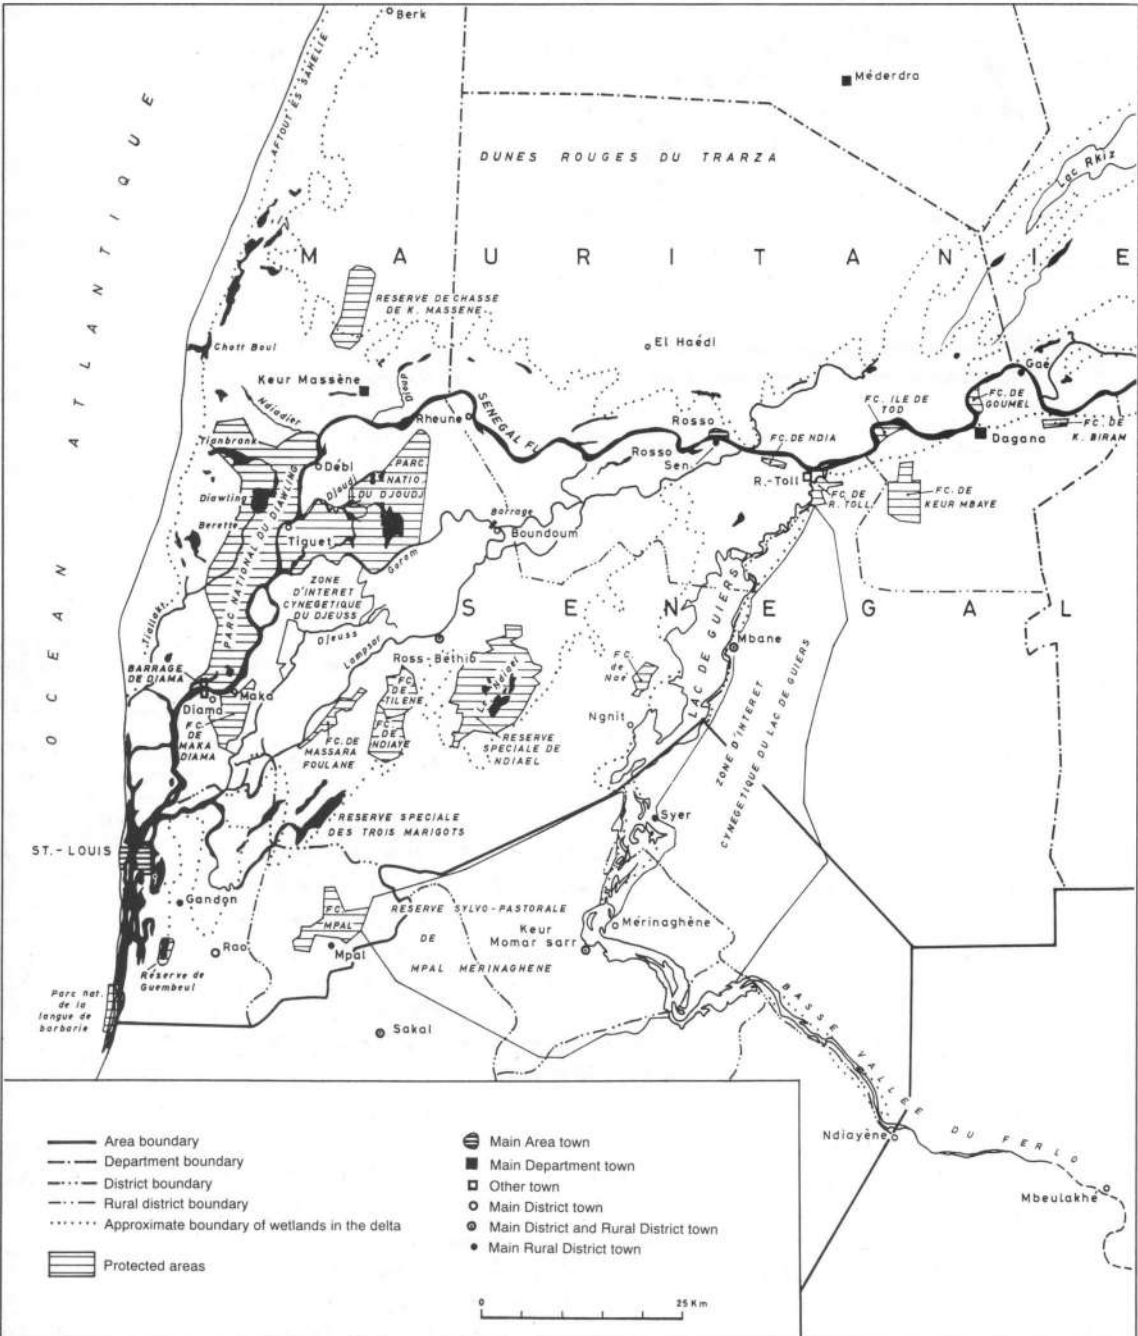 Berk
Méderdra
AFTOUT ES SAHELIE
OCEAN ATLANTIQUE
DUNES ROUGES DU TRARZA
Lac Rkiz
MAURITANIE
RESERVE DE CHASSE
DE K. MASSENE
Chott Boul
El Haédi
Keur Massène
Djoup
Gaé
Ndiadier
Rheune
SENEGAL Fl.
FC. ILE DE
TOD
FC. DE
GOUMEL
Rosso
FC. DE
K. BIRAM
Tianbrank
Dagana
Rosso
Sen.
FC. DE NDIA
Débi
PARC
NATIO.
DU DJOUDJ
R.-Toll
FC. DE
R. TOLL
FC. DE
KEUR MBAYE
Diawling
Djoudj
Berette
Tiguet
Barrage
Boundoum
PARC NATIONAL DU DIAWLING
Gorom
ZONE
D'INTERET
CYNEGETIQUE
DU DJEUSS
SENEGAL
LAC DE GUIERS
Tiallakt
Djeuss
Lampsar
Ross-Béthio
Mbane
BARRAGE
DE DIAMA
Maka
Diama
FC.
DE
MAKA
DIAMA
FC.
DE
TILENE
FC.
DE
NDIAYE
Le Ndiael
FC
de
Noé
Ngnit
FC. DE
MASSARA
FOULANE
RESERVE
SPECIALE DE
NDIAEL
ZONE D'INTERET
CYNEGETIQUE DU LAC DE GUIERS
RESERVE SPECIALE
DES TROIS MARIGOTS
Syer
ST.-LOUIS
Gandon
FC
MPAL
RESERVE SYLVO-PASTORALE
DE
MPAL MERINAGHENE
Mérinaghène
Keur
Momar sarr
Rao
Mpal
Réserve de
Guembeul
Parc Nat.
de la
langue de
barbarie
Sakal
BASSE VALLEE DU FERLO
Ndiayène
Mbeulakhe
Area boundary
Department boundary
District boundary
Rural district boundary
Approximate boundary of wetlands in the delta
Protected areas
Main Area town
Main Department town
Other town
Main District town
Main District and Rural District town
Main Rural District town
0 25 Km